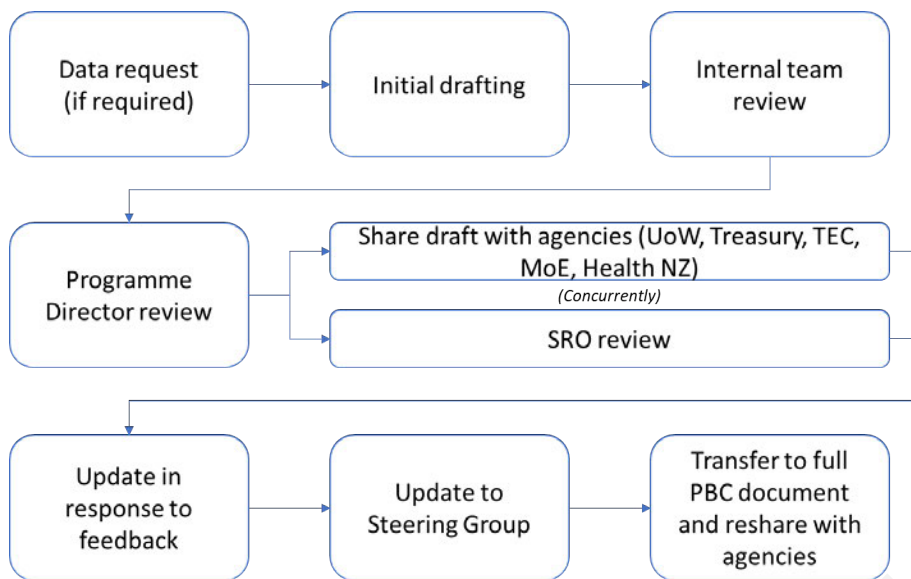 Data request
(if required)
Initial drafting
Internal team
review
Programme
Director review
Share draft with agencies (UoW, Treasury, TEC,
MoE, Health NZ)
(Concurrently)
SRO review
Update in
response to
feedback
Update to
Steering Group
Transfer to full
PBC document
and reshare with
agencies